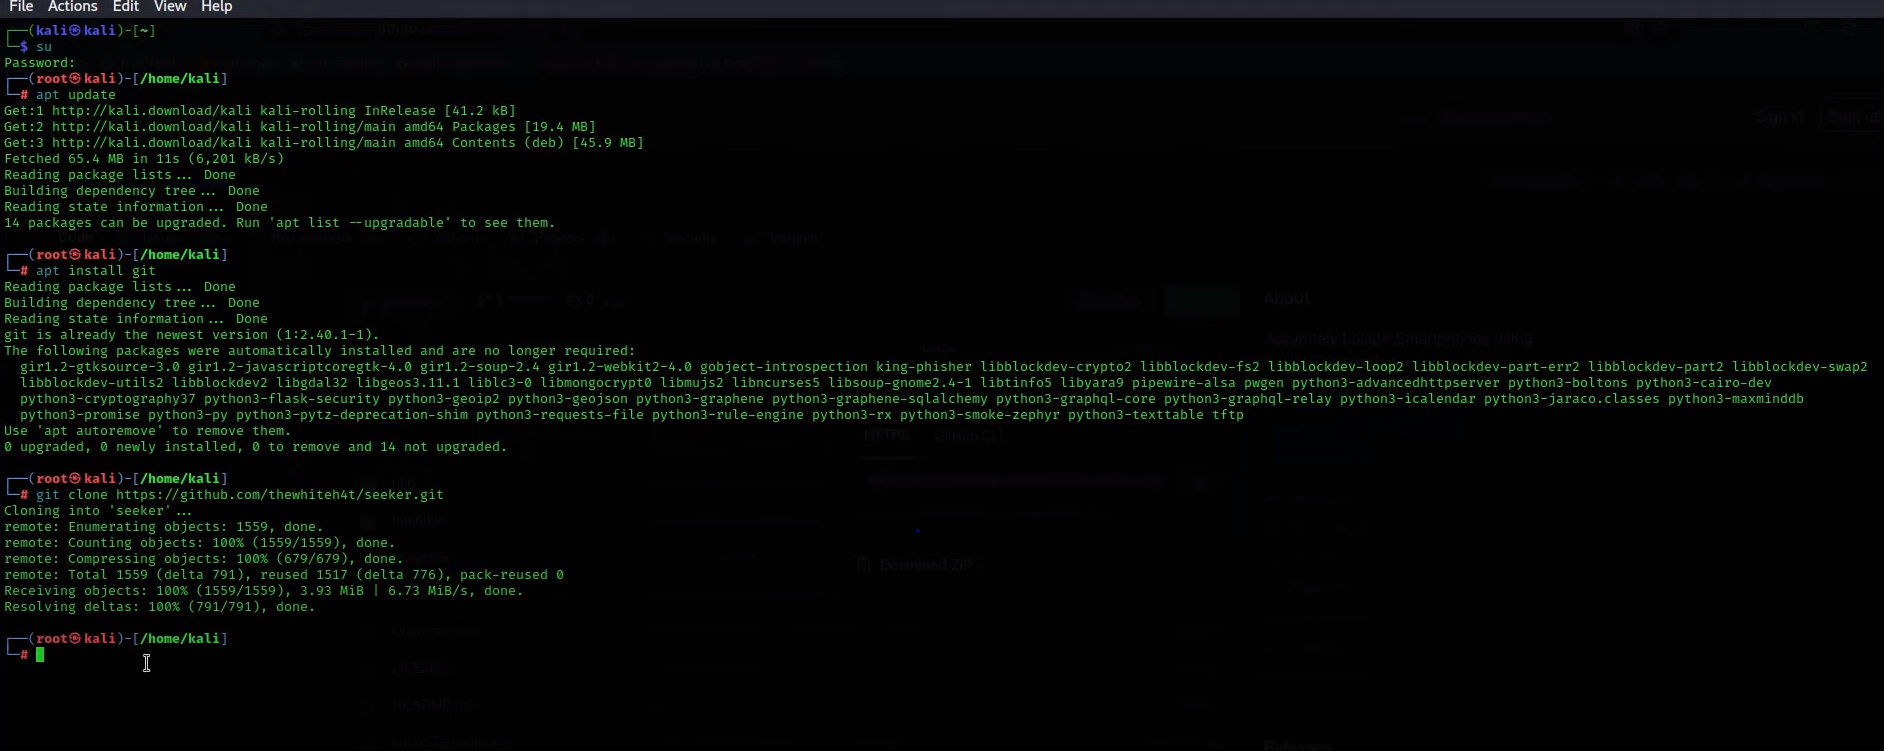 File Actions Edit View Help
┌──(kali㉿kali)-[~]
└─$ su
Password:
┌──(root㉿kali)-[/home/kali]
└─# apt update
Get:1 http://kali.download/kali kali-rolling InRelease [41.2 kB]
Get:2 http://kali.download/kali kali-rolling/main amd64 Packages [19.4 MB]
Get:3 http://kali.download/kali kali-rolling/main amd64 Contents (deb) [45.9 MB]
Fetched 65.4 MB in 11s (6,201 kB/s)
Reading package lists... Done
Building dependency tree... Done
Reading state information... Done
14 packages can be upgraded. Run 'apt list --upgradable' to see them.
┌──(root㉿kali)-[/home/kali]
└─# apt install git
Reading package lists... Done
Building dependency tree... Done
Reading state information... Done
git is already the newest version (1:2.40.1-1).
The following packages were automatically installed and are no longer required:
gir1.2-gtksource-3.0 gir1.2-javascriptcoregtk-4.0 gir1.2-soup-2.4 gir1.2-webkit2-4.0 gobject-introspection king-phisher libblockdev-crypto2 libblockdev-fs2 libblockdev-loop2 libblockdev-part-err2 libblockdev-part2 libblockdev-swap2
libblockdev-utils2 libblockdev2 libgdal32 libgeos3.11.1 liblc3-0 libmongocrypt0 libmujs2 libncurses5 libsoup-gnome2.4-1 libtinfo5 libyara9 pipewire-alsa pwgen python3-advancedhttpserver python3-boltons python3-cairo-dev
python3-cryptography37 python3-flask-security python3-geoip2 python3-geojson python3-graphene python3-graphene-sqlalchemy python3-graphql-core python3-graphql-relay python3-icalendar python3-jaraco.classes python3-maxminddb
python3-promise python3-py python3-pytz-deprecation-shim python3-requests-file python3-rule-engine python3-rx python3-smoke-zephyr python3-texttable tftp
Use 'apt autoremove' to remove them.
0 upgraded, 0 newly installed, 0 to remove and 14 not upgraded.
┌──(root㉿kali)-[/home/kali]
└─# git clone https://github.com/thewhiteh4t/seeker.git
Cloning into 'seeker'...
remote: Enumerating objects: 1559, done.
remote: Counting objects: 100% (1559/1559), done.
remote: Compressing objects: 100% (679/679), done.
remote: Total 1559 (delta 791), reused 1517 (delta 776), pack-reused 0
Receiving objects: 100% (1559/1559), 3.93 MiB | 6.73 MiB/s, done.
Resolving deltas: 100% (791/791), done.
┌──(root㉿kali)-[/home/kali]
└─#
Sign in
About
Accurately Locate Smartphones using
HTTPS
GitHub CLI
Download ZIP
LICENSE
README.md